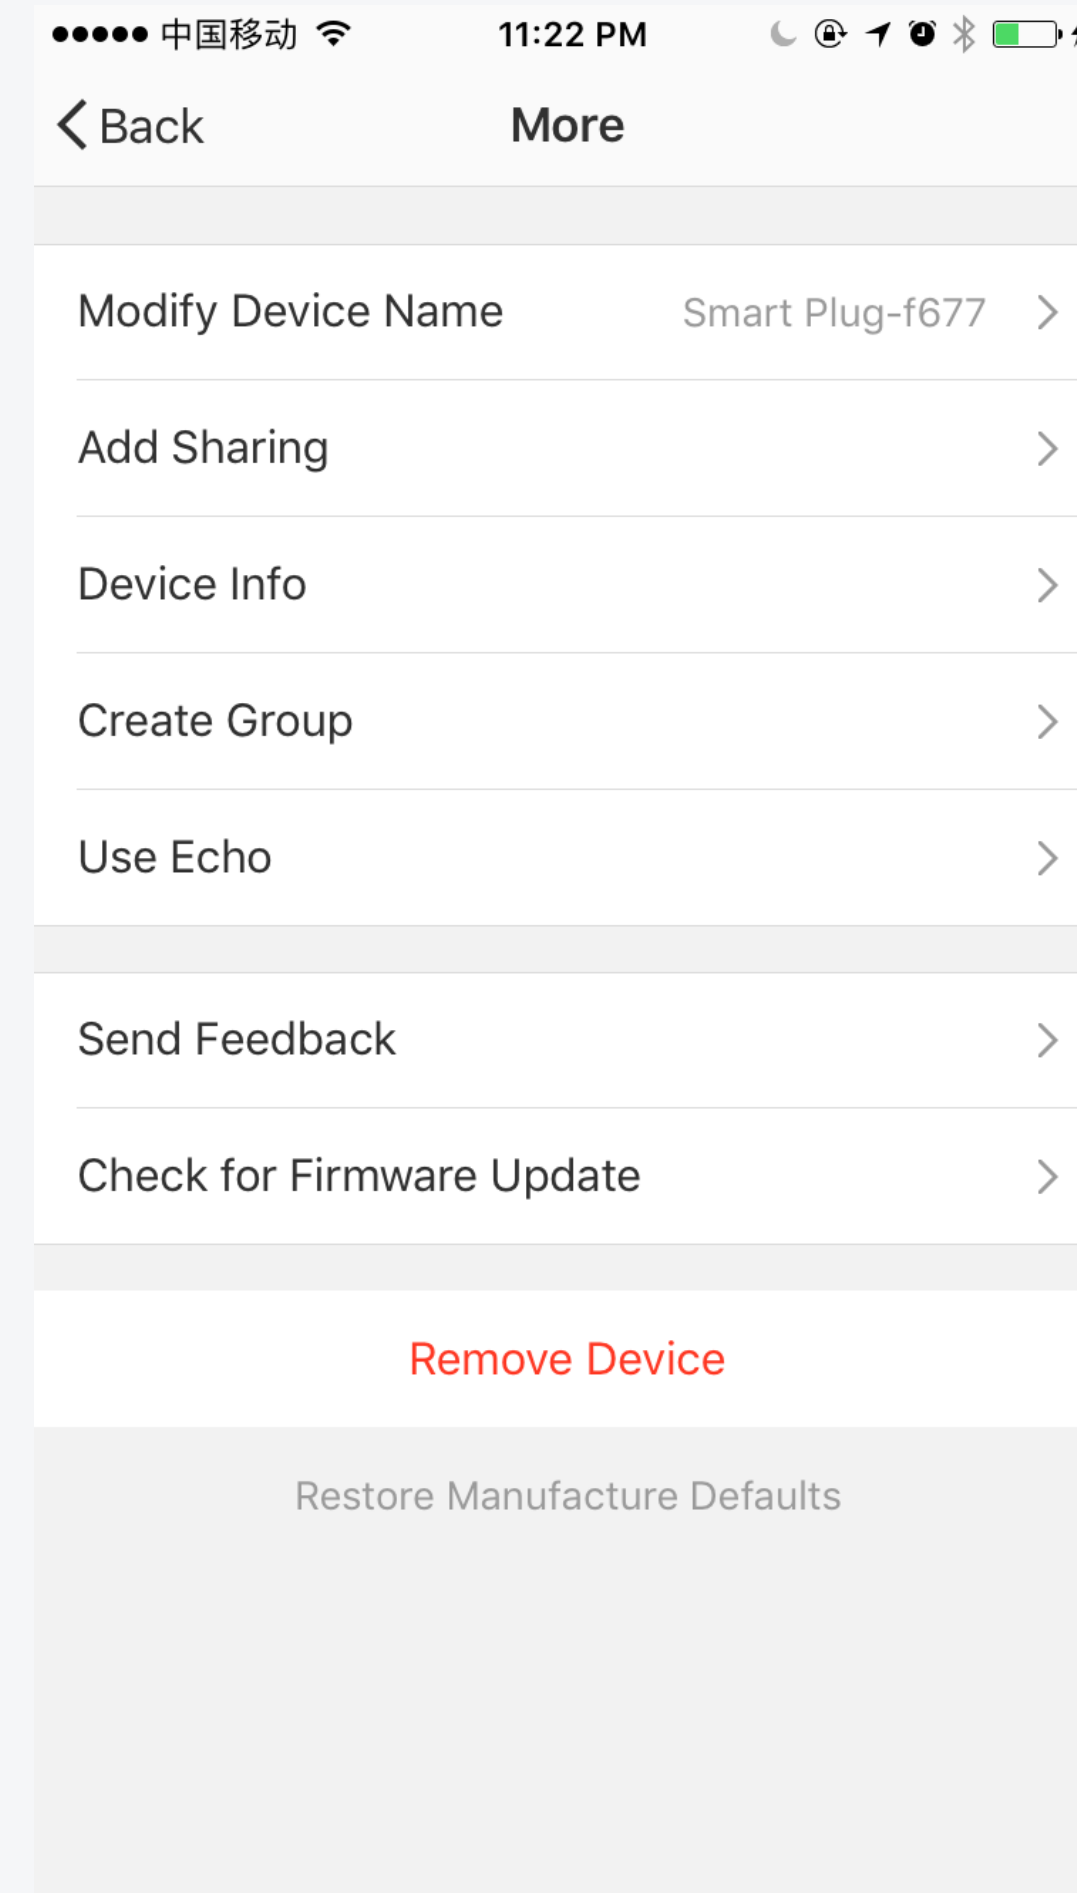 中国移动 11:22 PM
Back More
Modify Device Name Smart Plug-f677
Add Sharing
Device Info
Create Group
Use Echo
Send Feedback
Check for Firmware Update
Remove Device
Restore Manufacture Defaults